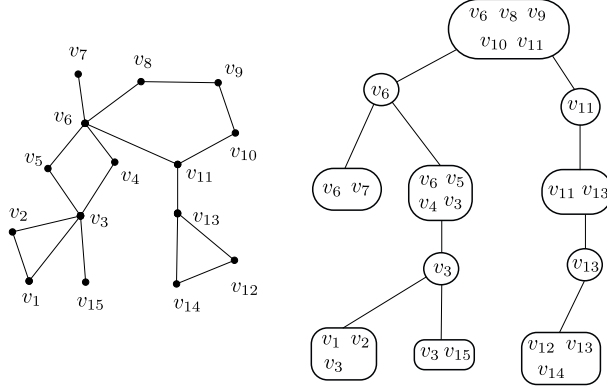 v₇
v₈
v₉
v₆
v₅
v₄
v₁₀
v₁₁
v₂
v₃
v₁₃
v₁
v₁₅
v₁₄
v₁₂
v₆ v₈ v₉
v₁₀ v₁₁
v₆
v₁₁
v₆ v₇
v₆ v₅
v₄ v₃
v₁₁ v₁₃
v₃
v₁₃
v₁ v₂
v₃
v₃ v₁₅
v₁₂ v₁₃
v₁₄